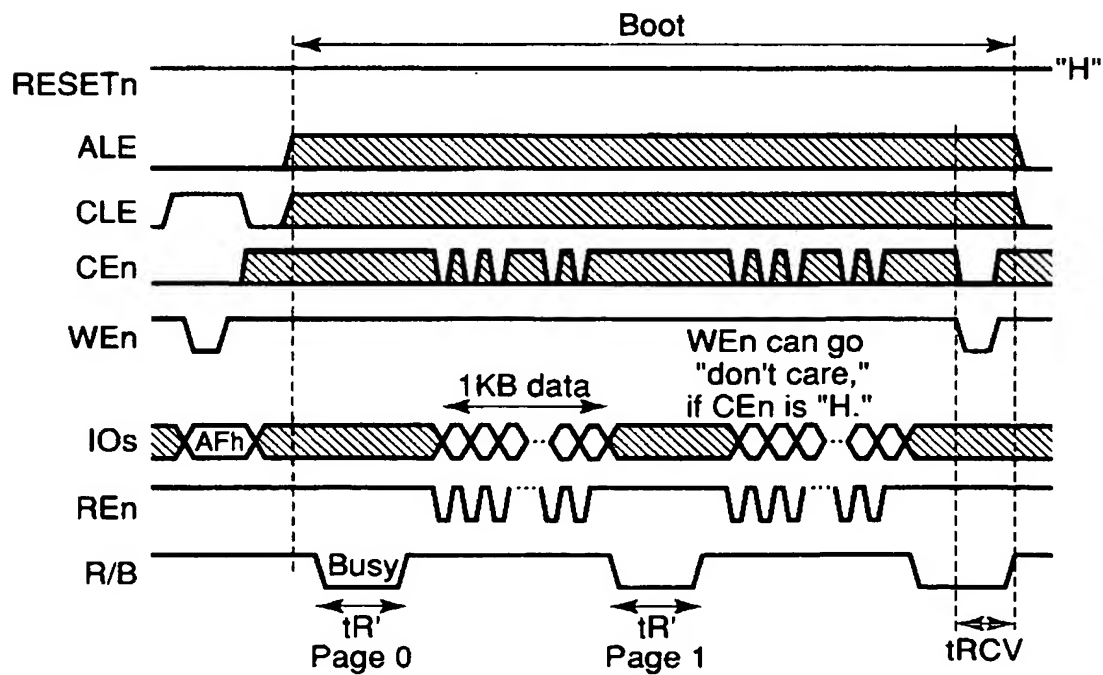 Boot
RESETn
"H"
ALE
CLE
CEn
WEn
WEn can go
"don't care,"
if CEn is "H."
1KB data
IOs
AFh
REn
R/B
Busy
tR'
Page 0
tR'
Page 1
tRCV